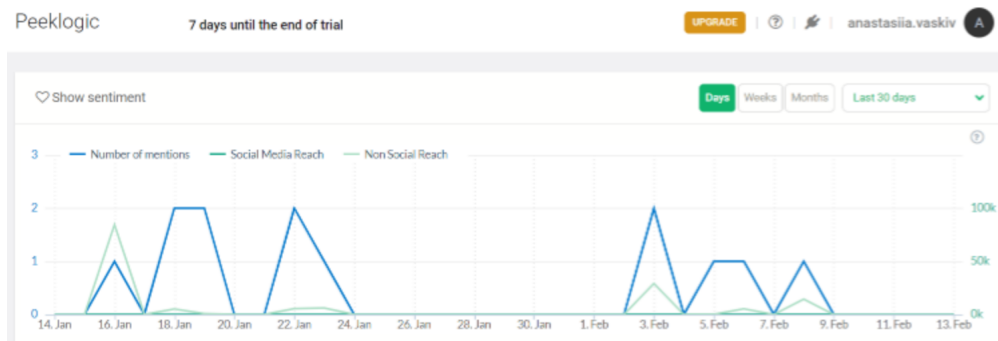 Peeklogic 7 days until the end of trial UPGRADE ? anastasiia.vaskiv A
Show sentiment Days Weeks Months Last 30 days
?
3 Number of mentions Social Media Reach Non Social Reach
2 100k
1 50k
0 0k
14. Jan 16. Jan 18. Jan 20. Jan 22. Jan 24. Jan 26. Jan 28. Jan 30. Jan 1. Feb 3. Feb 5. Feb 7. Feb 9. Feb 11. Feb 13. Feb